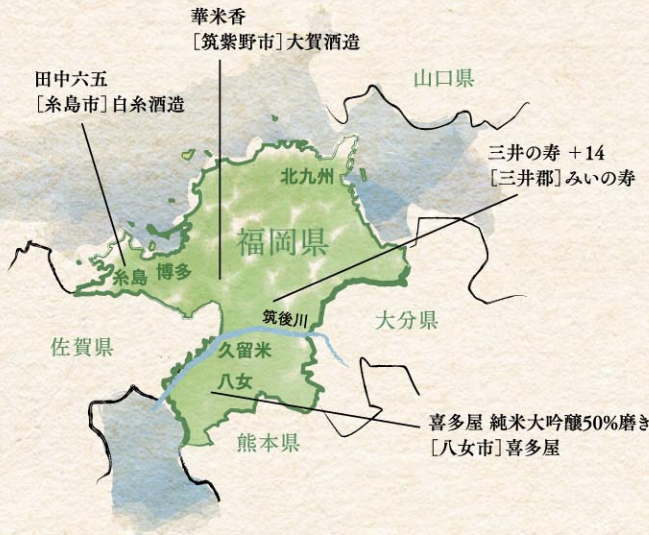 華米香
［筑紫野市］大賀酒造
田中六五
［糸島市］白糸酒造
山口県
三井の寿 +14
［三井郡］みいの寿
北九州
福岡県
糸島
博多
筑後川
大分県
佐賀県
久留米
八女
喜多屋 純米大吟醸50%磨き
［八女市］喜多屋
熊本県